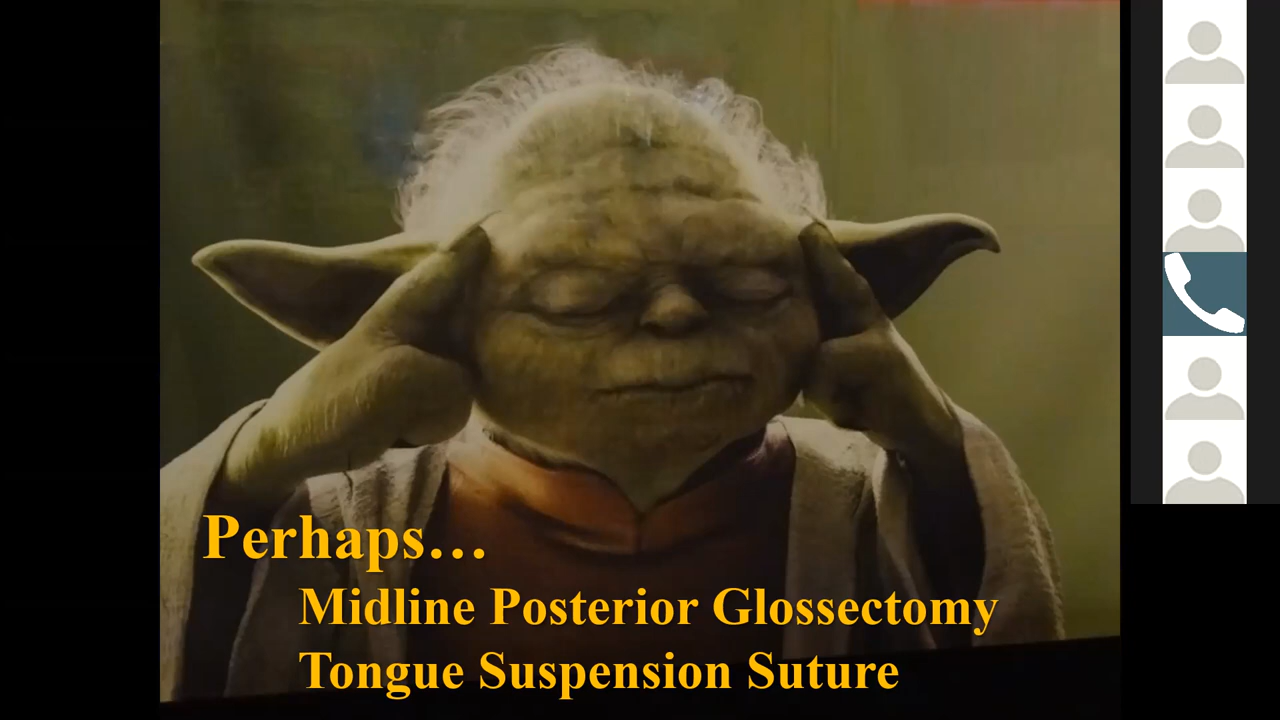 Perhaps…
Midline Posterior Glossectomy
Tongue Suspension Suture